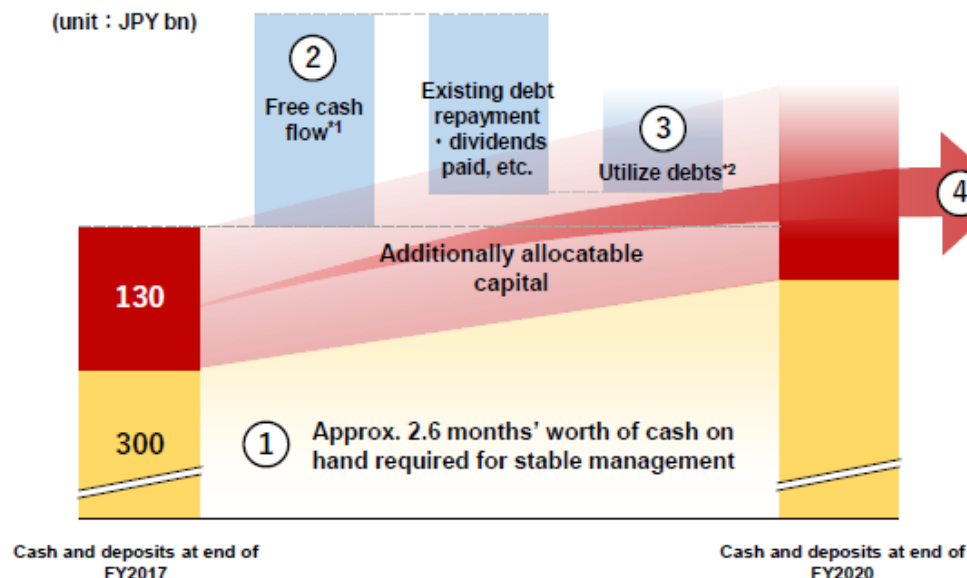 (unit：JPY bn)
②
Free cash
flow*1
Existing debt
repayment
・dividends
paid, etc.
③
Utilize debts*2
④
Additionally allocatable
capital
130
300
① Approx. 2.6 months’ worth of cash on
hand required for stable management
Cash and deposits at end of
FY2017
Cash and deposits at end of
FY2020